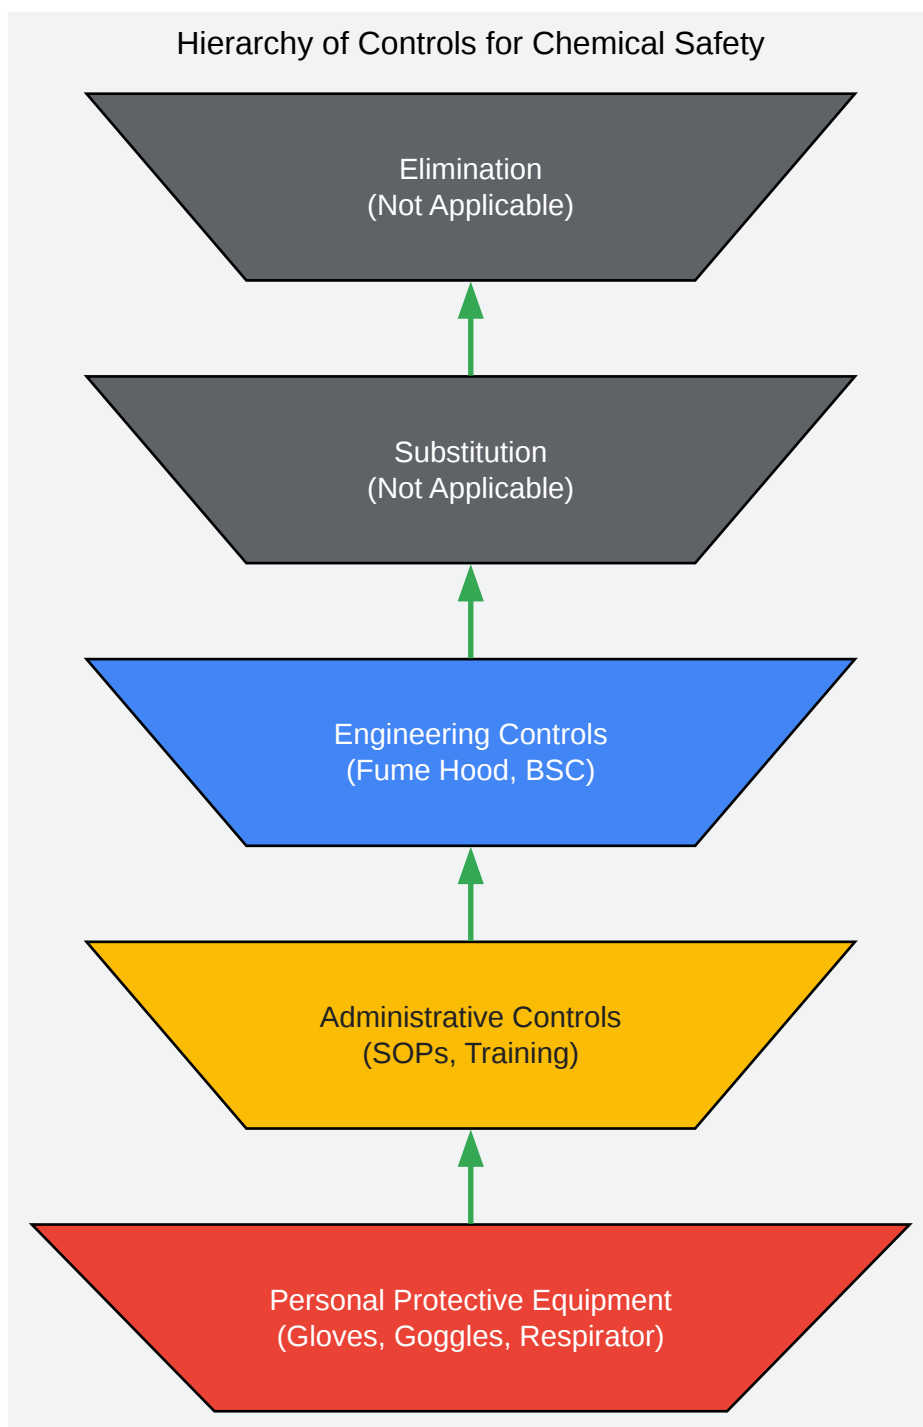 Hierarchy of Controls for Chemical Safety
Elimination
(Not Applicable)
Substitution
(Not Applicable)
Engineering Controls
(Fume Hood, BSC)
Administrative Controls
(SOPs, Training)
Personal Protective Equipment
(Gloves, Goggles, Respirator)